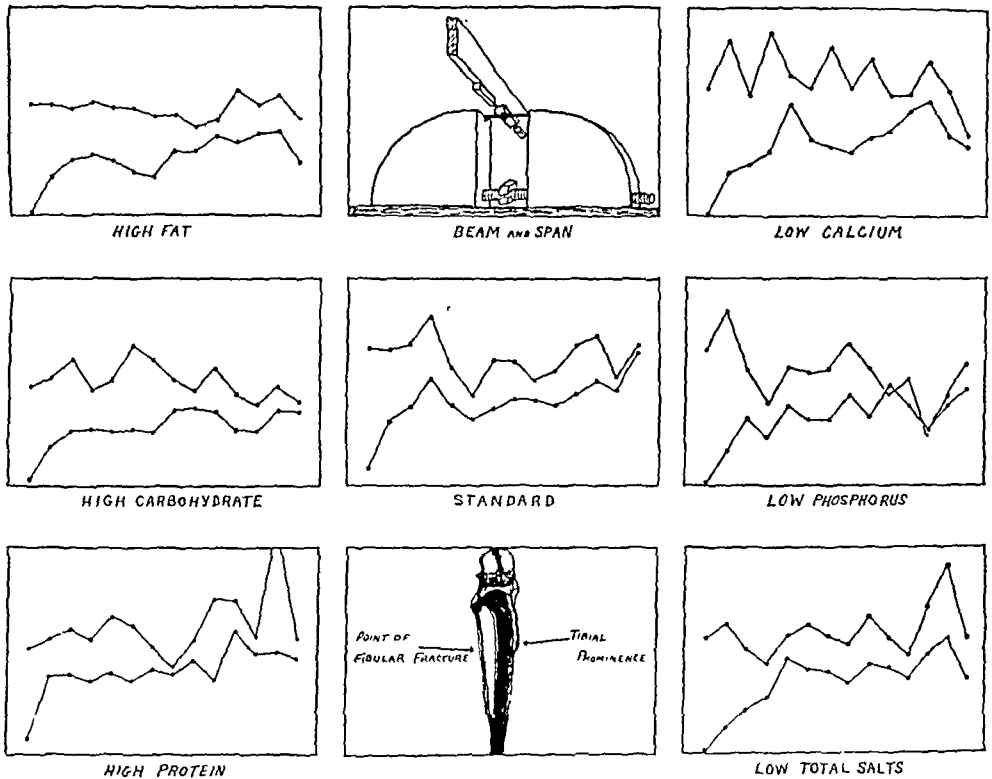 HIGH FAT
BEAM AND SPAN
LOW CALCIUM
HIGH CARBOHYDRATE
STANDARD
LOW PHOSPHORUS
POINT OF
FIBULAR FRACTURE
TIBIAL
PROMINENCE
HIGH PROTEIN
LOW TOTAL SALTS